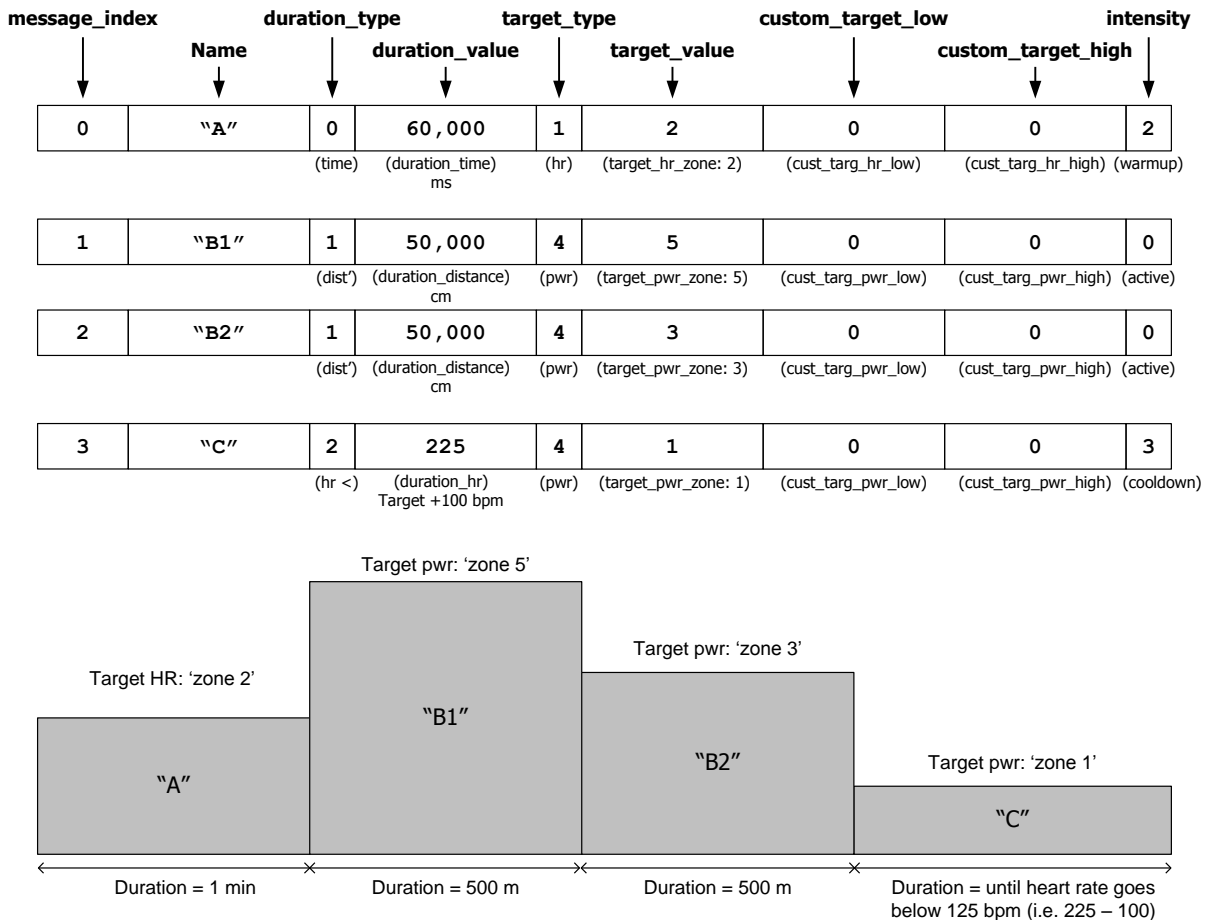 message_index duration_type target_type custom_target_low intensity
Name duration_value target_value custom_target_high
0 “A” 0 60,000 1 2 0 0 2
(time) (duration_time) (hr) (target_hr_zone: 2) (cust_targ_hr_low) (cust_targ_hr_high) (warmup)
ms
1 “B1” 1 50,000 4 5 0 0 0
(dist’) (duration_distance) (pwr) (target_pwr_zone: 5) (cust_targ_pwr_low) (cust_targ_pwr_high) (active)
cm
2 “B2” 1 50,000 4 3 0 0 0
(dist’) (duration_distance) (pwr) (target_pwr_zone: 3) (cust_targ_pwr_low) (cust_targ_pwr_high) (active)
cm
3 “C” 2 225 4 1 0 0 3
(hr <) (duration_hr) (pwr) (target_pwr_zone: 1) (cust_targ_pwr_low) (cust_targ_pwr_high) (cooldown)
Target +100 bpm
Target pwr: ‘zone 5’
Target pwr: ‘zone 3’
Target HR: ‘zone 2’
“B1”
“B2”
Target pwr: ‘zone 1’
“A”
“C”
Duration = 1 min Duration = 500 m Duration = 500 m Duration = until heart rate goes
below 125 bpm (i.e. 225 – 100)